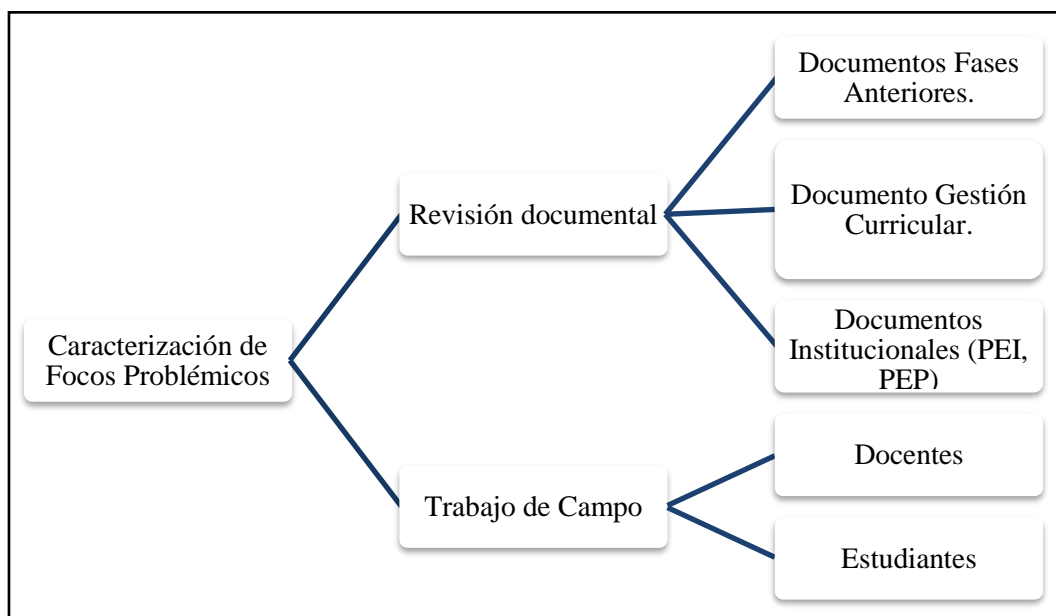 Caracterización de
Focos Problémicos
Revisión documental
Documentos Fases
Anteriores.
Documento Gestión
Curricular.
Documentos
Institucionales (PEI,
PEP)
Trabajo de Campo
Docentes
Estudiantes